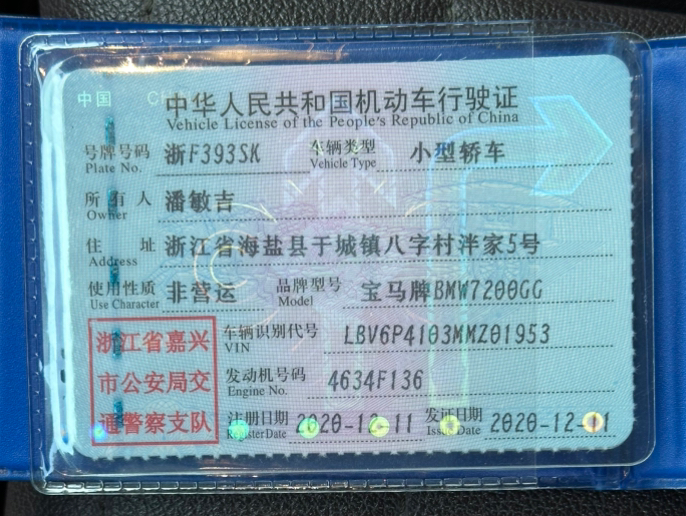 中国 CHINA
中华人民共和国机动车行驶证
Vehicle License of the People's Republic of China
号牌号码 浙F393SK 车辆类型 小型轿车
Plate No. Vehicle Type
所有人 潘敏吉
Owner
住址 浙江省海盐县于城镇八字村泮家5号
Address
使用性质 非营运 品牌型号 宝马牌BMW7200GG
Use Character Model
浙江省嘉兴
市公安局交
通警察支队
车辆识别代号 LBV6P4103MMZ01953
VIN
发动机号码 4634F136
Engine No.
注册日期 2020-12-11 发证日期 2020-12-11
Register Date Issue Date